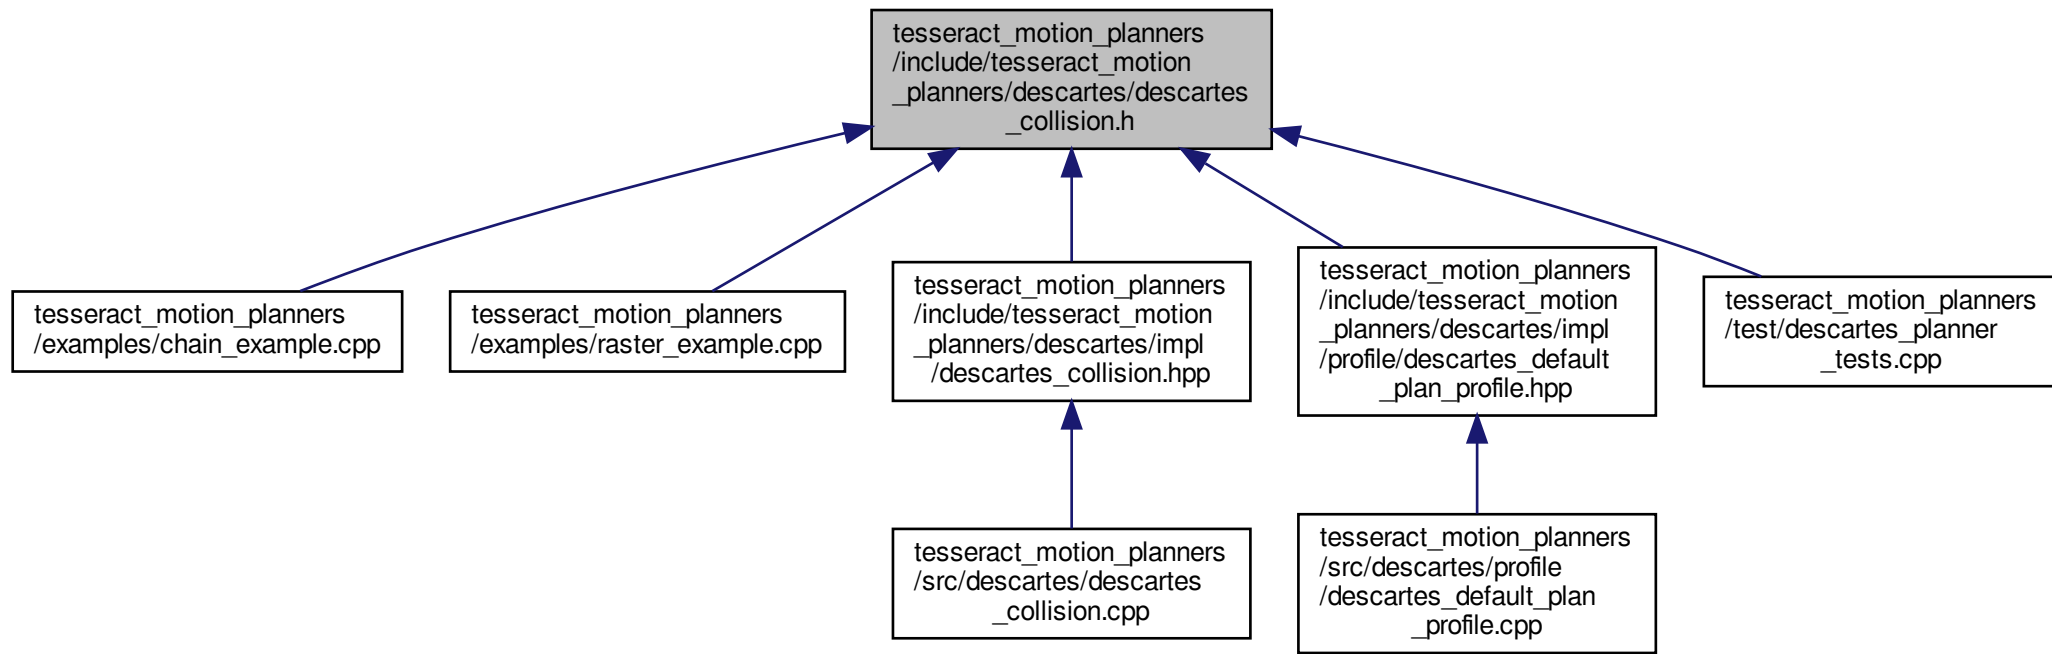 tesseract_motion_planners
/include/tesseract_motion
_planners/descartes/descartes
_collision.h
tesseract_motion_planners
/examples/chain_example.cpp
tesseract_motion_planners
/examples/raster_example.cpp
tesseract_motion_planners
/include/tesseract_motion
_planners/descartes/impl
/descartes_collision.hpp
tesseract_motion_planners
/include/tesseract_motion
_planners/descartes/impl
/profile/descartes_default
_plan_profile.hpp
tesseract_motion_planners
/test/descartes_planner
_tests.cpp
tesseract_motion_planners
/src/descartes/descartes
_collision.cpp
tesseract_motion_planners
/src/descartes/profile
/descartes_default_plan
_profile.cpp